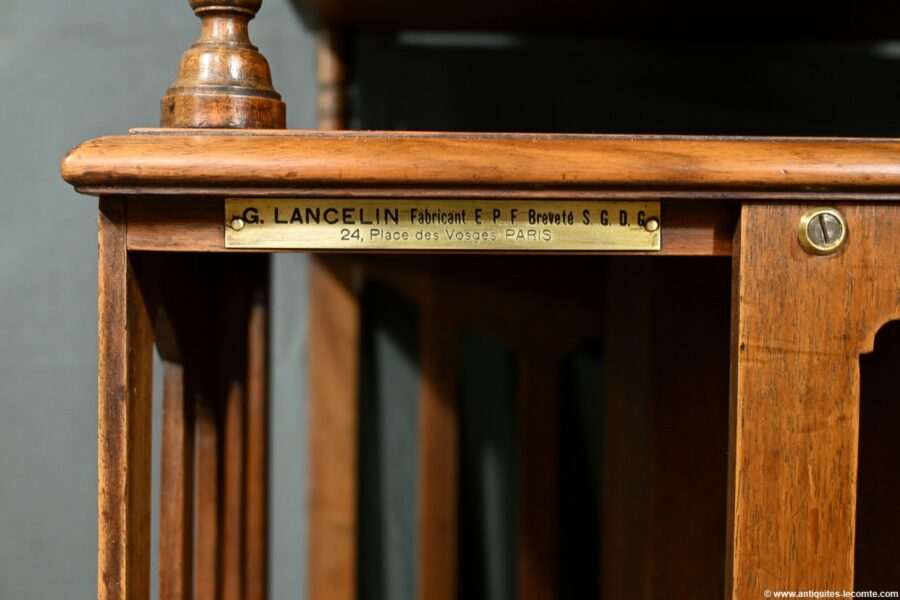 G. LANCELIN Fabricant E. P. F. Breveté S. G. D. G.
24, Place des Vosges PARIS
© www.antiquites-lecomte.com